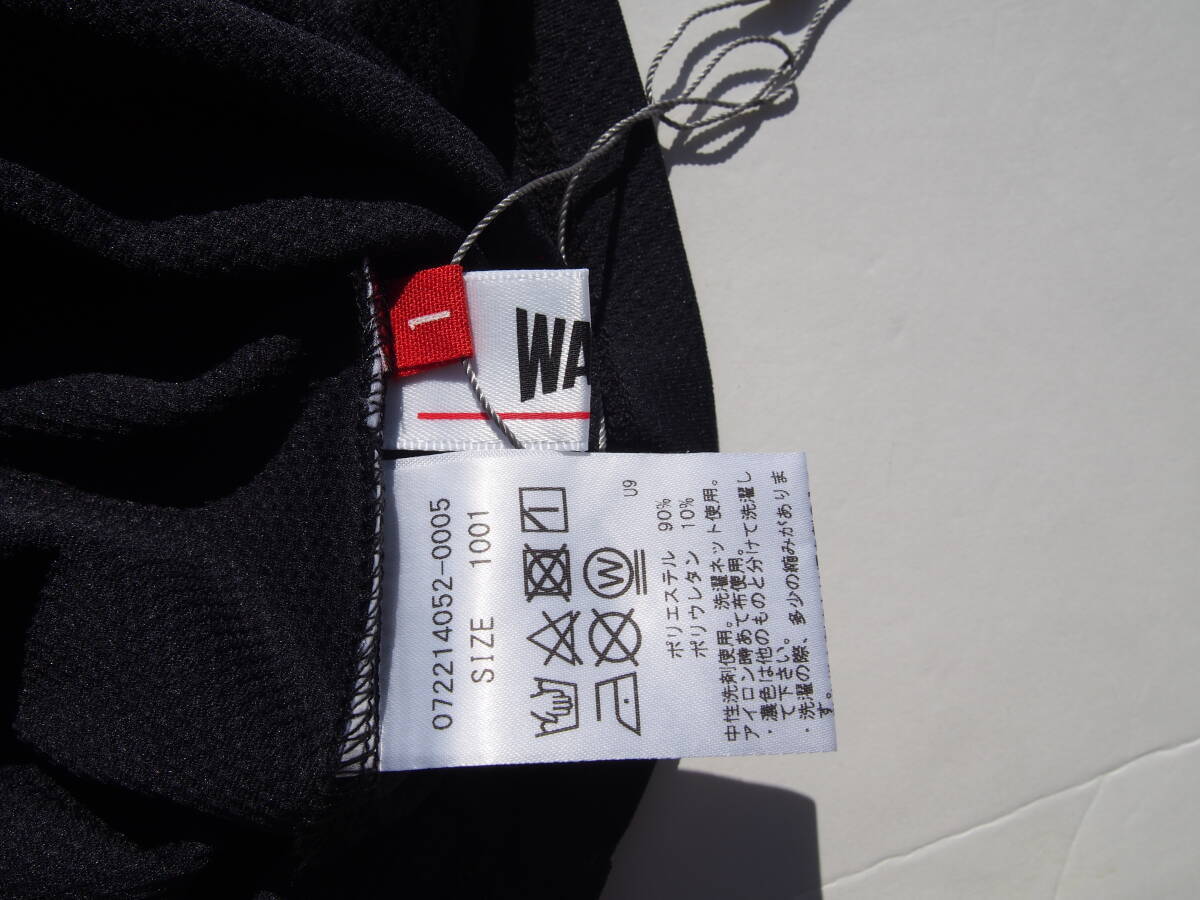 1
WA
072214052-0005
SIZE 1001
W
U9
ポリエステル 90%
ポリウレタン 10%
中性洗剤使用。洗濯ネット使用。
アイロン時あて布使用。
・濃色は他のものと分けて洗濯し
て下さい。
・洗濯の際、多少の縮みがありま
す。